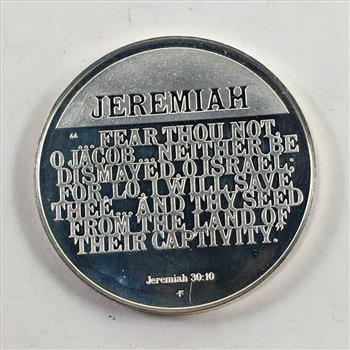 JEREMIAH
“...FEAR THOU NOT,
O JACOB...NEITHER BE
DISMAYED, O ISRAEL:
FOR LO, I WILL SAVE
THEE... AND THY SEED
FROM THE LAND OF
THEIR CAPTIVITY.”
Jeremiah 30:10